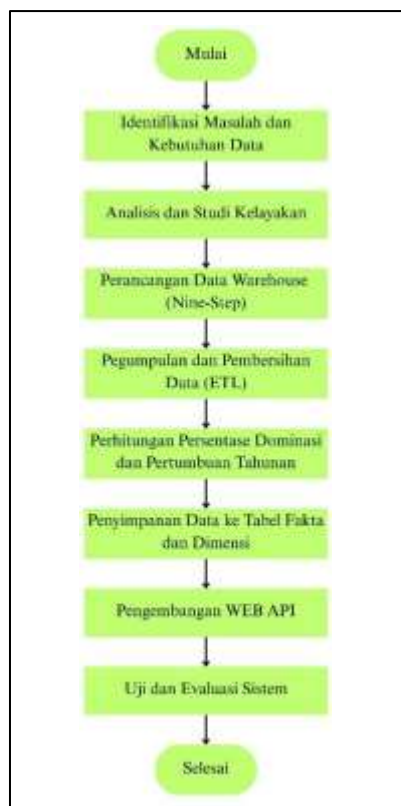 Mulai
Identifikasi Masalah dan
Kebutuhan Data
Analisis dan Studi Kelayakan
Perancangan Data Warehouse
(Nine-Step)
Pegumpulan dan Pembersihan
Data (ETL)
Perhitungan Persentase Dominasi
dan Pertumbuan Tahunan
Penyimpanan Data ke Tabel Fakta
dan Dimensi
Pengembangan WEB API
Uji dan Evaluasi Sistem
Selesai